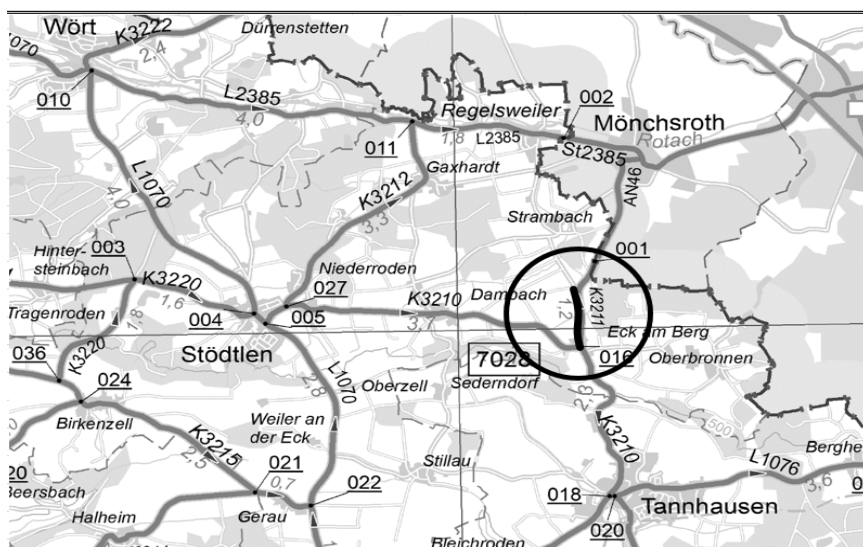 Wört
K3222
2,4
Dürrenstetten
L1070
010
L2385
4,0
Regelsweiler
002
Mönchsroth
011
1,8
L2385
St2385
Rotach
Gaxhardt
AN46
L1070
4,0
K3212
3,3
Strambach
003
Hinter-
steinbach
001
Niederroden
K3220
1,6
027
K3210
3,7
Dambach
1,2
K3211
Tragenroden
1,8
004
005
Eck am Berg
Stödtlen
7028
016
Oberbronnen
036
K3220
L1070
2,8
Oberzell
Sederndorf
024
2,3
Birkenzell
Weiler an
der Eck
K3210
500
K3215
2,5
Berghe
021
0,7
022
Stillau
L1076
3,6
20
Beersbach
018
Tannhausen
Halheim
Gerau
020
Bleichroden